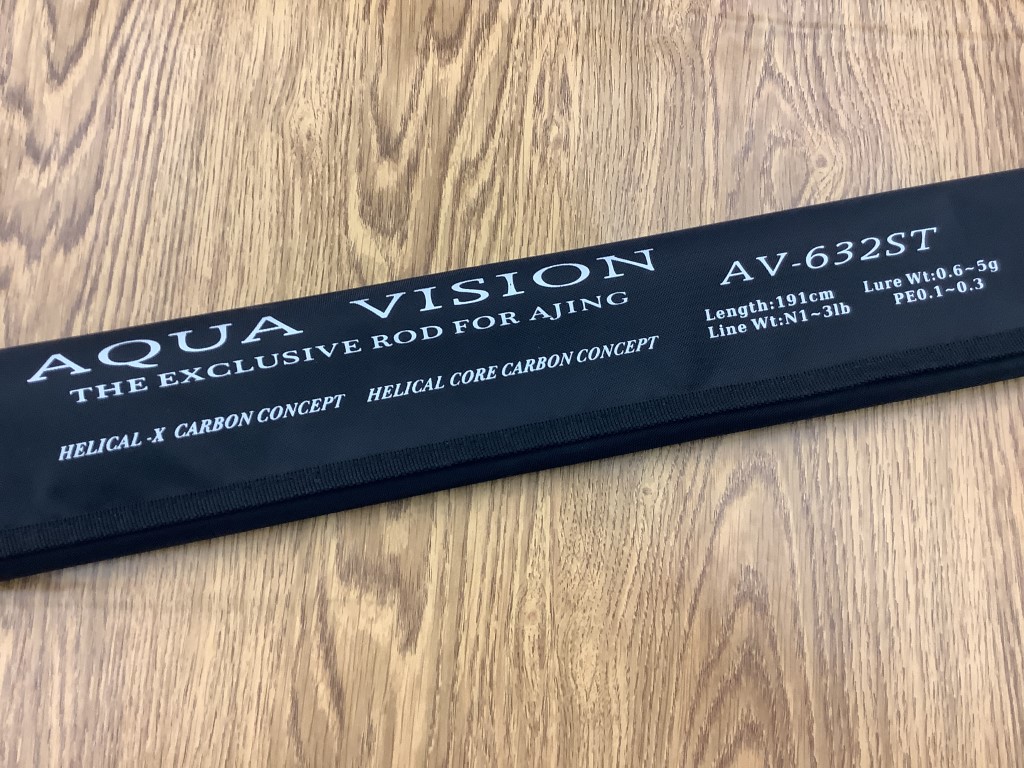 AQUA VISION
THE EXCLUSIVE ROD FOR AJING
HELICAL -X CARBON CONCEPT HELICAL CORE CARBON CONCEPT
AV-632ST
Length:191cm Lure Wt:0.6~5g
Line Wt:N1~3lb PE0.1~0.3